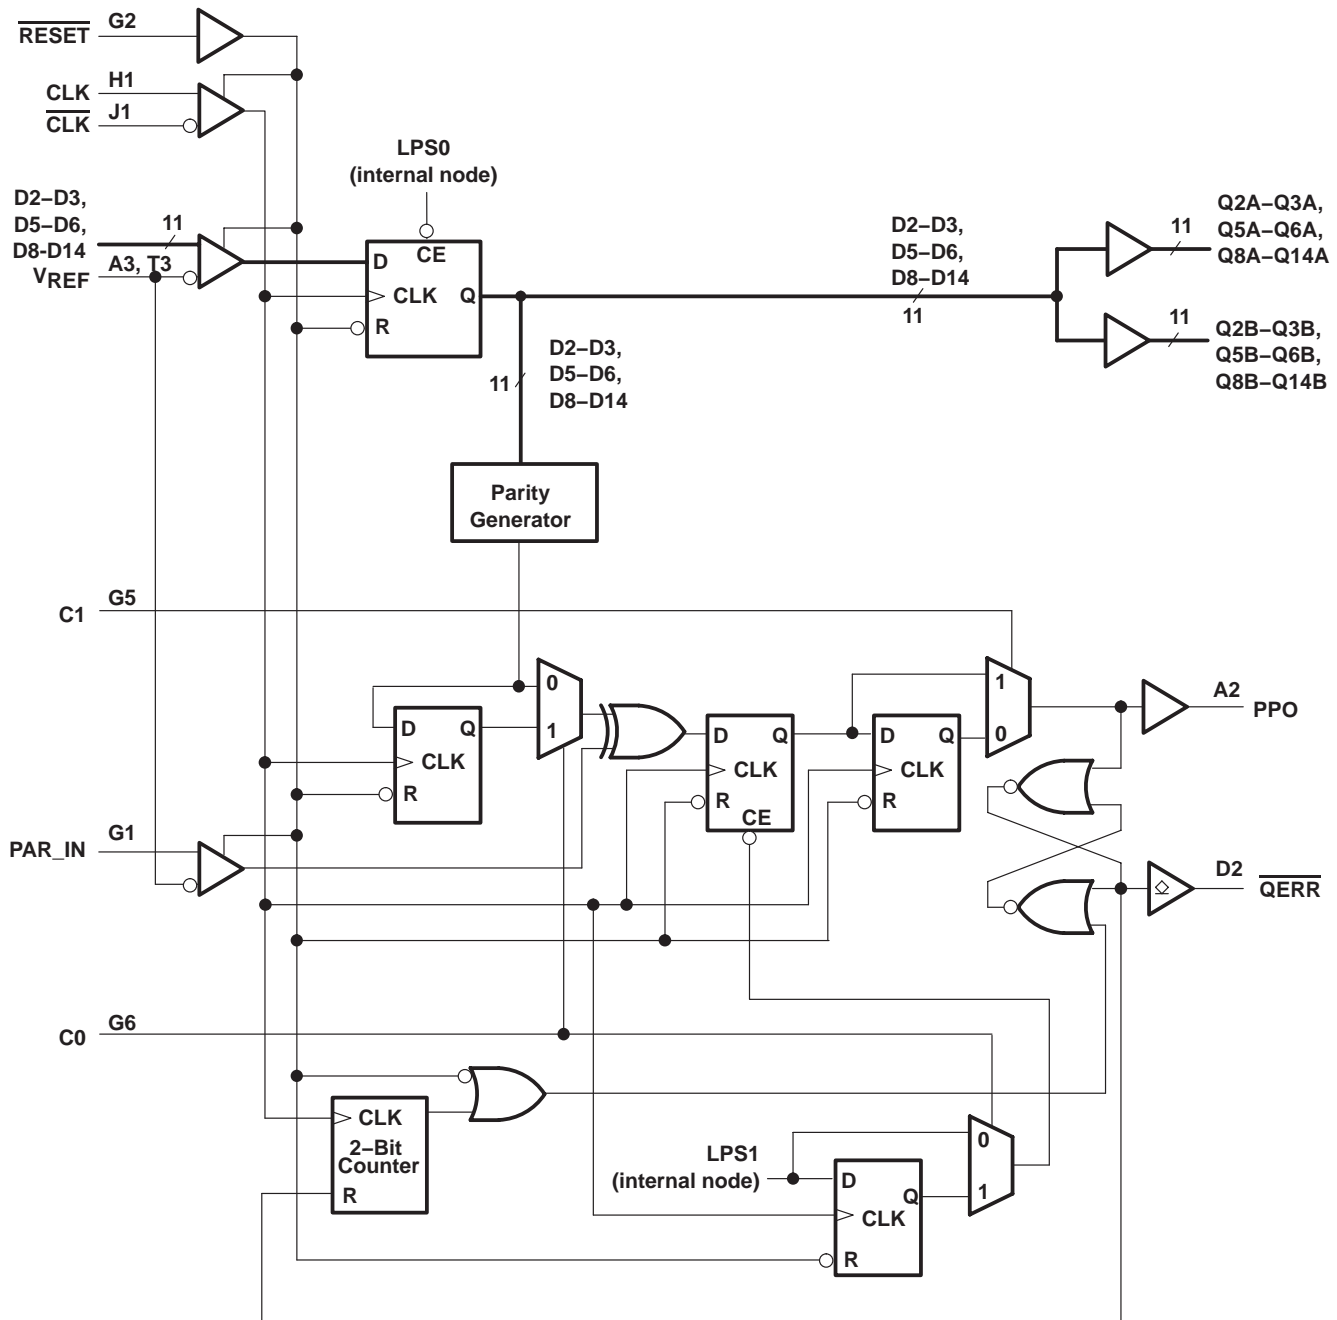 RESET G2
CLK H1
CLK J1
LPS0
(internal node)
D2–D3,
D5–D6,
D8-D14
11
VREF A3, T3
D CE
CLK Q
R
D2–D3,
D5–D6,
D8–D14
11
11
Q2A–Q3A,
Q5A–Q6A,
Q8A–Q14A
11
Q2B–Q3B,
Q5B–Q6B,
Q8B–Q14B
11
D2–D3,
D5–D6,
D8–D14
Parity
Generator
C1 G5
0
1
D Q
CLK
R
D Q
CLK
R
CE
D Q
CLK
R
1
0
A2 PPO
PAR_IN G1
D2 QERR
C0 G6
CLK
2–Bit
Counter
R
LPS1
(internal node)
D Q
CLK
R
0
1